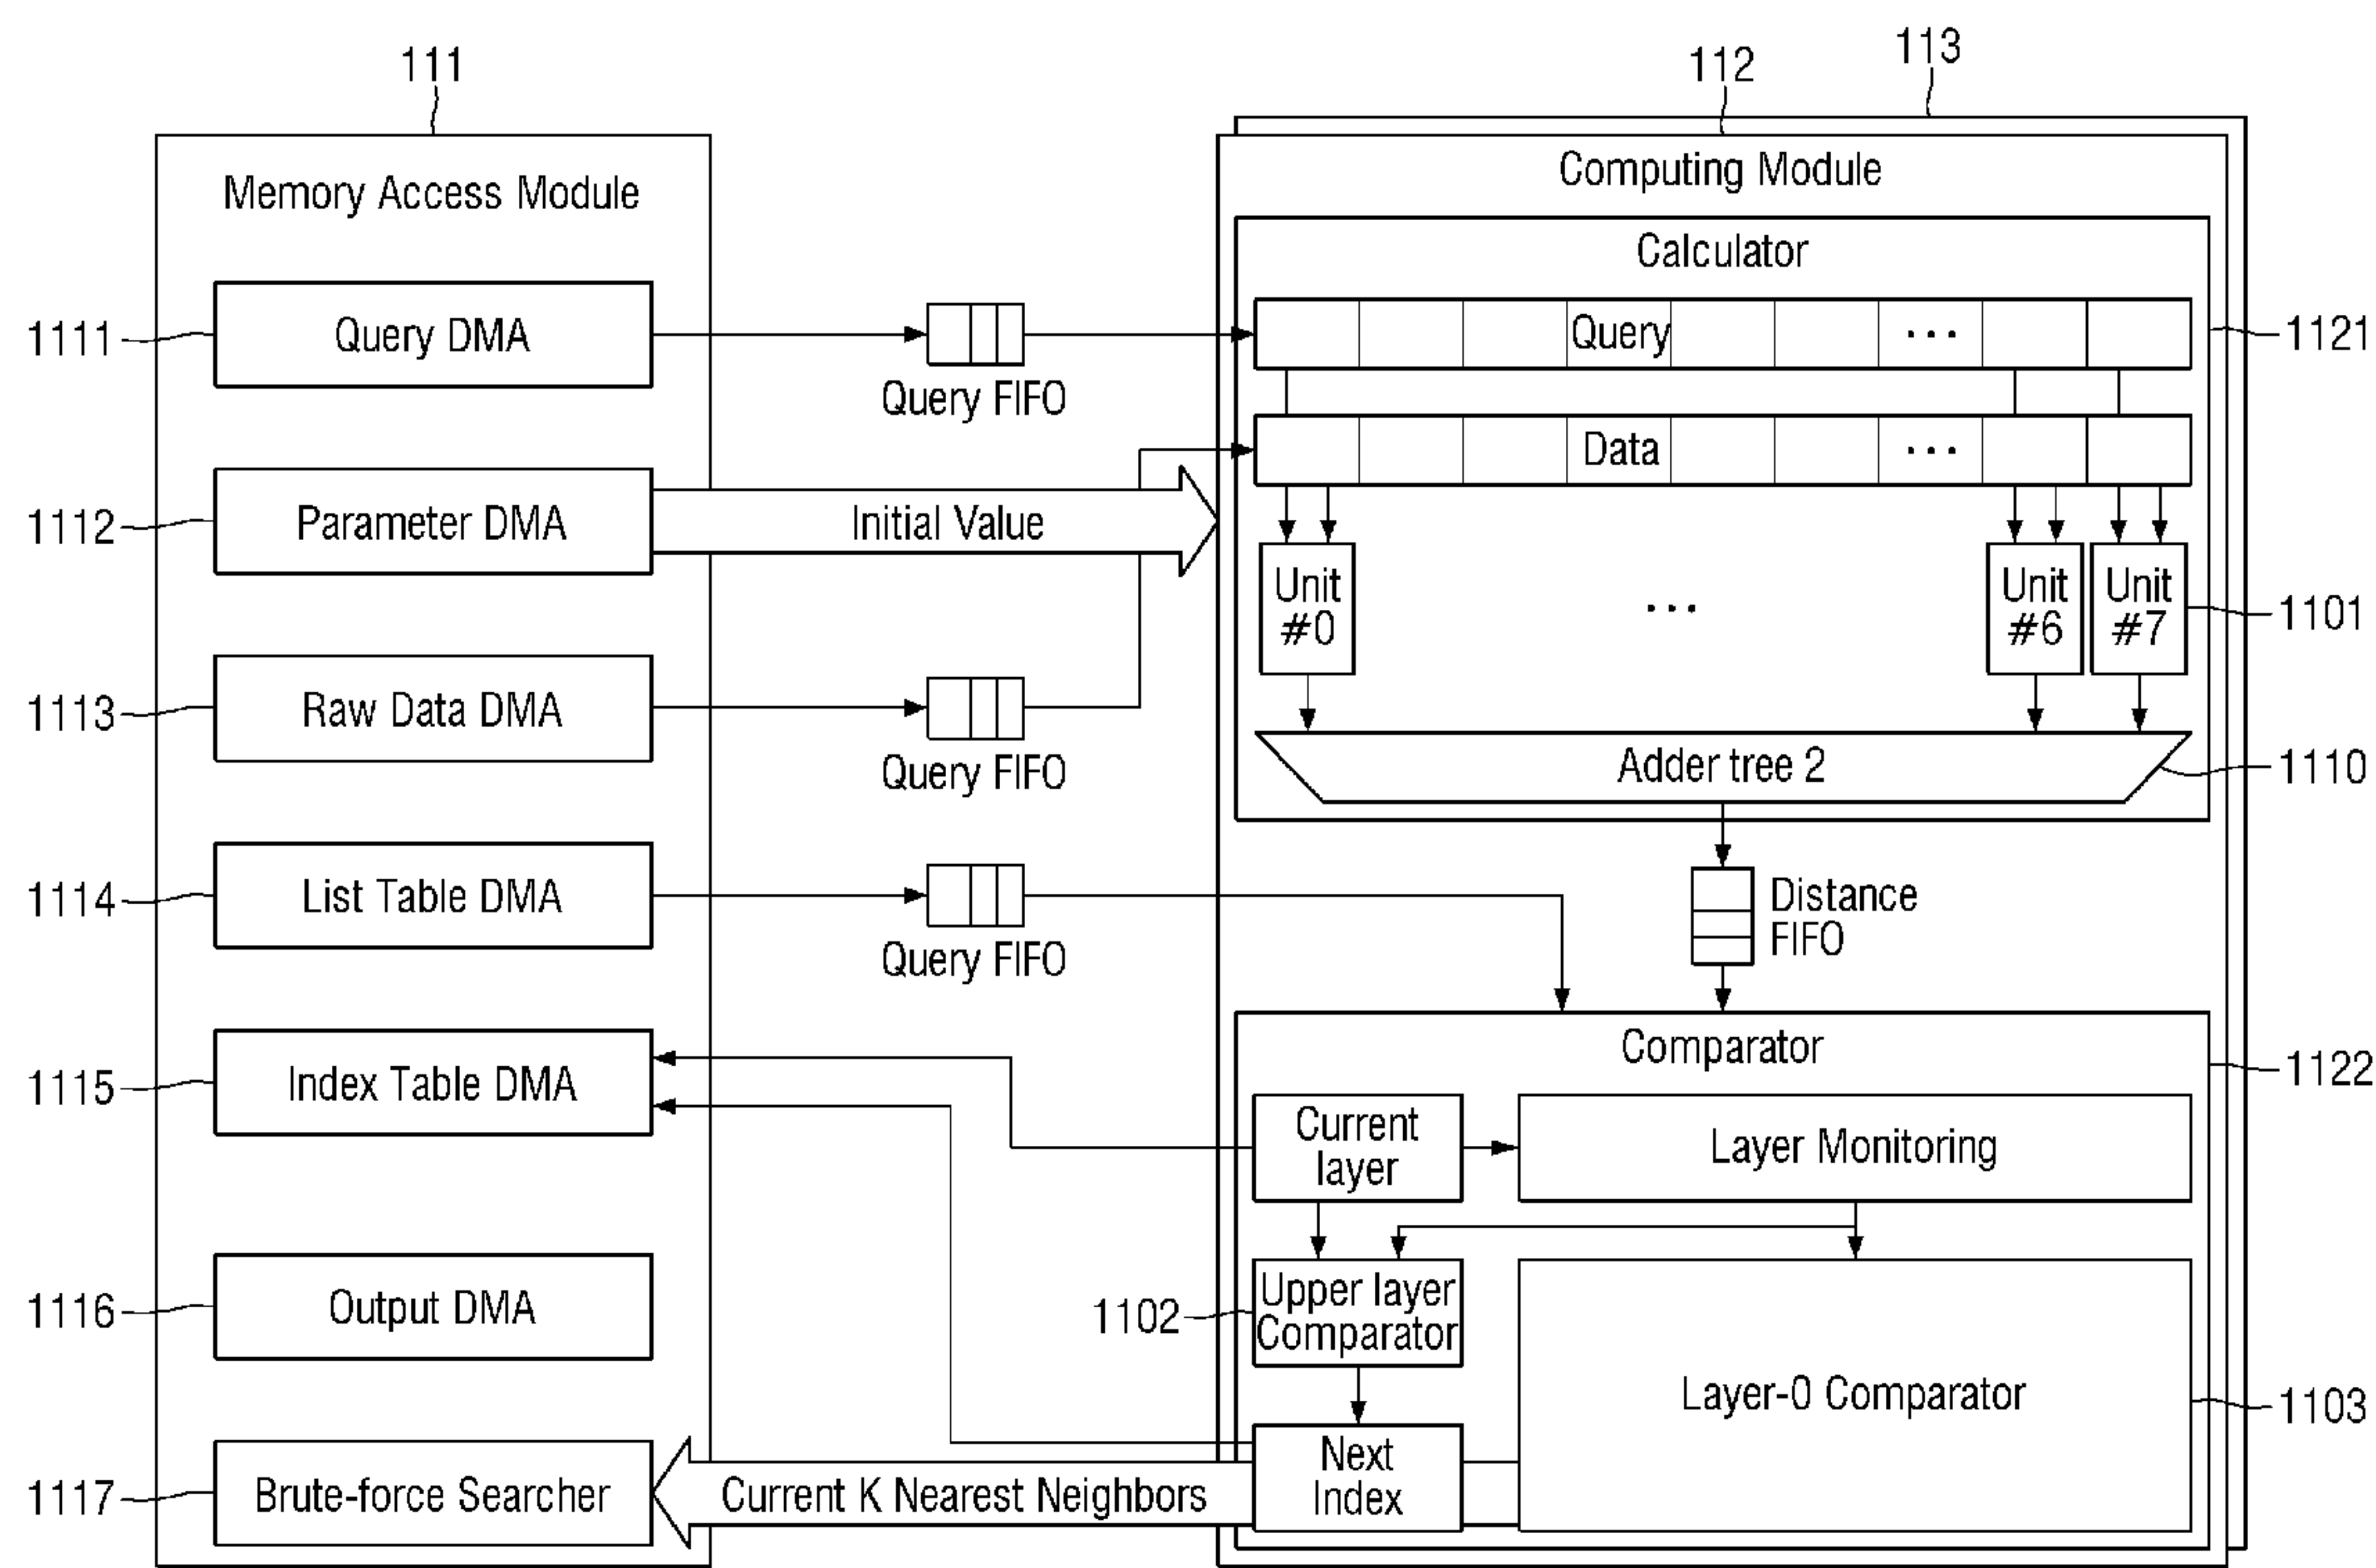 111
112
113
Memory Access Module
Computing Module
Calculator
1111
Query DMA
Query FIFO
Query
...
1121
Data
...
1112
Parameter DMA
Initial Value
Unit
#0
...
Unit
#6
Unit
#7
1101
1113
Raw Data DMA
Query FIFO
Adder tree 2
1110
1114
List Table DMA
Query FIFO
Distance
FIFO
Comparator
1115
Index Table DMA
Current
layer
Layer Monitoring
1122
1116
Output DMA
1102
Upper layer
Comparator
Layer-0 Comparator
1103
1117
Brute-force Searcher
Current K Nearest Neighbors
Next
Index